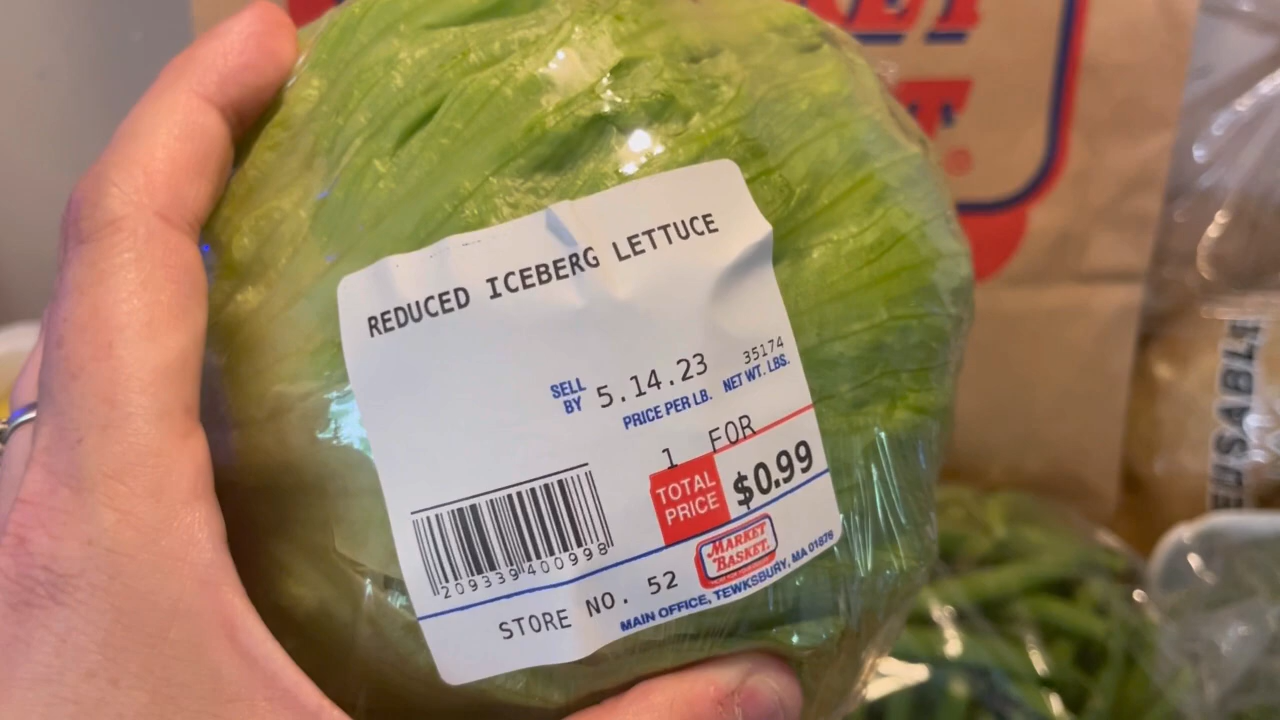 REDUCED ICEBERG LETTUCE
35174
SELL BY 5.14.23
PRICE PER LB. NET WT. LBS.
1 FOR
TOTAL PRICE $0.99
209339400998
MARKET
BASKET.
STORE NO. 52
MAIN OFFICE, TEWKSBURY, MA 01876